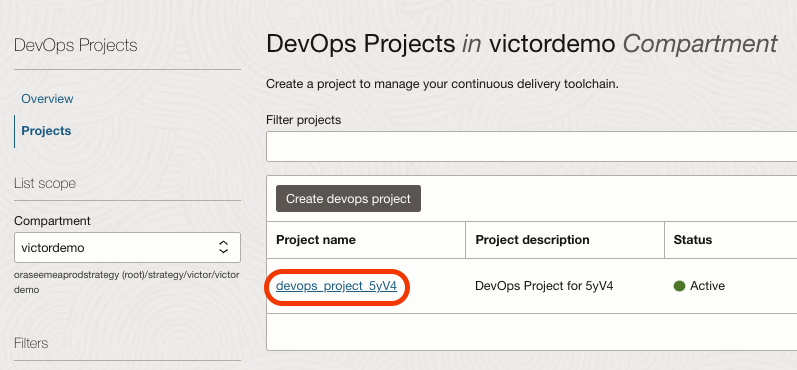 DevOps Projects
Overview
Projects
List scope
Compartment
victordemo
oraseemeaprodstrategy (root)/strategy/victor/victor
demo
Filters
DevOps Projects in victordemo Compartment
Create a project to manage your continuous delivery toolchain.
Filter projects
Create devops project
Project name Project description Status
devops_project_5yV4 DevOps Project for 5yV4 Active